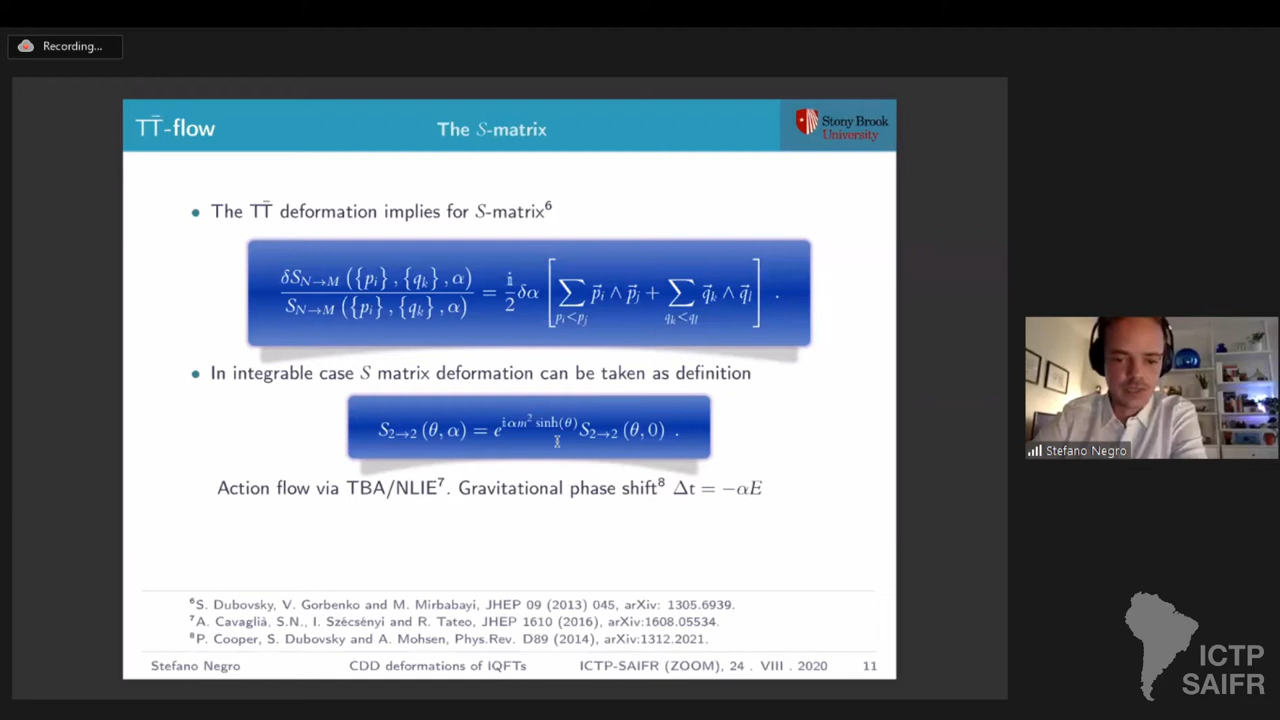 Recording...
TT̄-flow
The S-matrix
Stony Brook
University
• The TT̄ deformation implies for S-matrix⁶
δS_{N→M} ({p_i}, {q_k}, α) / S_{N→M} ({p_i}, {q_k}, α) = i/2 δα [ ∑_{p_i<p_j} p⃗_i ∧ p⃗_j + ∑_{q_k<q_l} q⃗_k ∧ q⃗_l ] .
• In integrable case S matrix deformation can be taken as definition
S_{2→2} (θ, α) = e^{iαm² sinh(θ)} S_{2→2} (θ, 0) .
Action flow via TBA/NLIE⁷. Gravitational phase shift⁸ Δt = −αE
⁶S. Dubovsky, V. Gorbenko and M. Mirbabayi, JHEP 09 (2013) 045, arXiv: 1305.6939.
⁷A. Cavaglià, S.N., I. Szécsényi and R. Tateo, JHEP 1610 (2016), arXiv:1608.05534.
⁸P. Cooper, S. Dubovsky and A. Mohsen, Phys.Rev. D89 (2014), arXiv:1312.2021.
Stefano Negro
CDD deformations of IQFTs
ICTP-SAIFR (ZOOM), 24 . VIII . 2020
11
Stefano Negro
ICTP
SAIFR